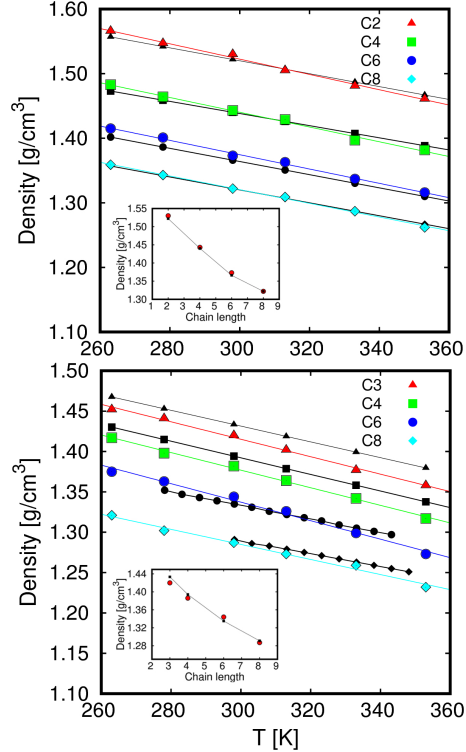 1.60
1.50
1.40
1.30
1.20
1.10
260 280 300 320 340 360
Density [g/cm3]
C2
C4
C6
C8
1.55
1.50
1.45
1.40
1.35
1.30
1 2 3 4 5 6 7 8 9
Density [g/cm3]
Chain length
1.50
1.45
1.40
1.35
1.30
1.25
1.20
1.15
1.10
260 280 300 320 340 360
Density [g/cm3]
T [K]
C3
C4
C6
C8
1.44
1.40
1.36
1.32
1.28
2 3 4 5 6 7 8 9
Density [g/cm3]
Chain length